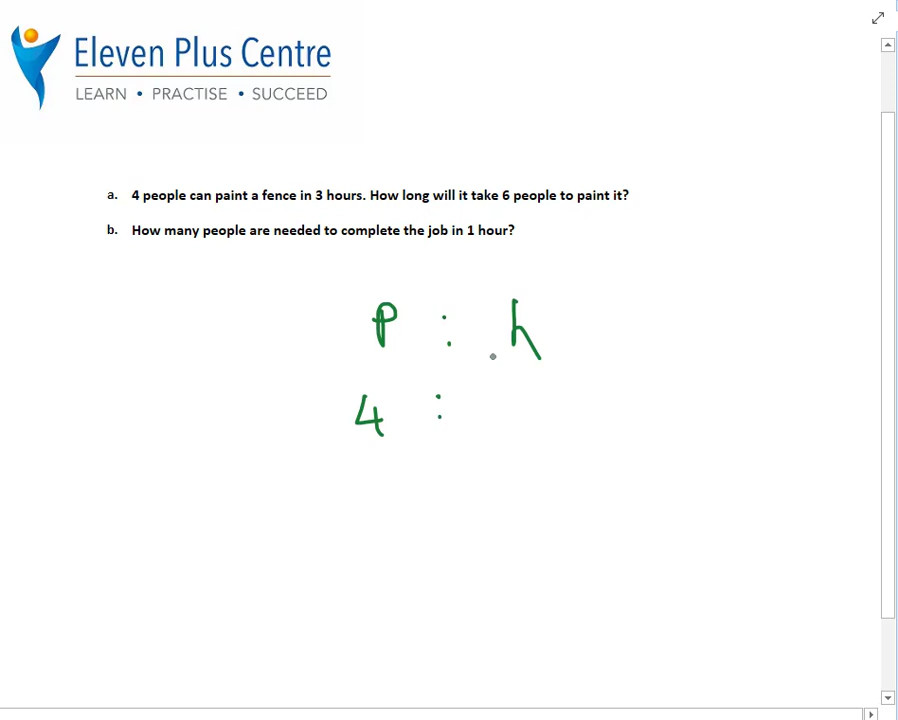 Eleven Plus Centre
LEARN • PRACTISE • SUCCEED
a. 4 people can paint a fence in 3 hours. How long will it take 6 people to paint it?
b. How many people are needed to complete the job in 1 hour?
P : h
4 :